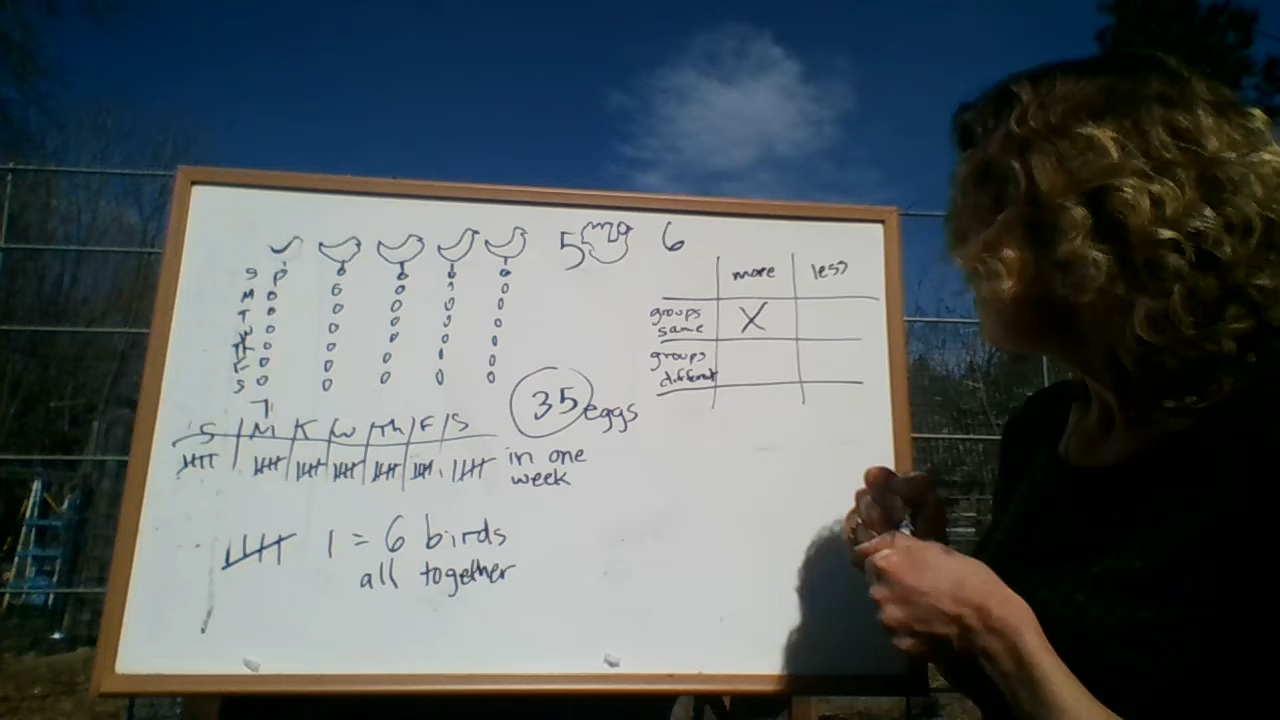 5 6
S
M
T
W
T
F
S
7
more less
groups
same X
groups
different
35 eggs
in one
week
S M T W Th F S
1 = 6 birds
all together